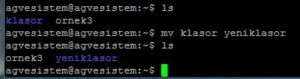 agvesistem@agvesistem:~$ ls
klasor  ornek3
agvesistem@agvesistem:~$ mv klasor yeniklasor
agvesistem@agvesistem:~$ ls
ornek3  yeniklasor
agvesistem@agvesistem:~$